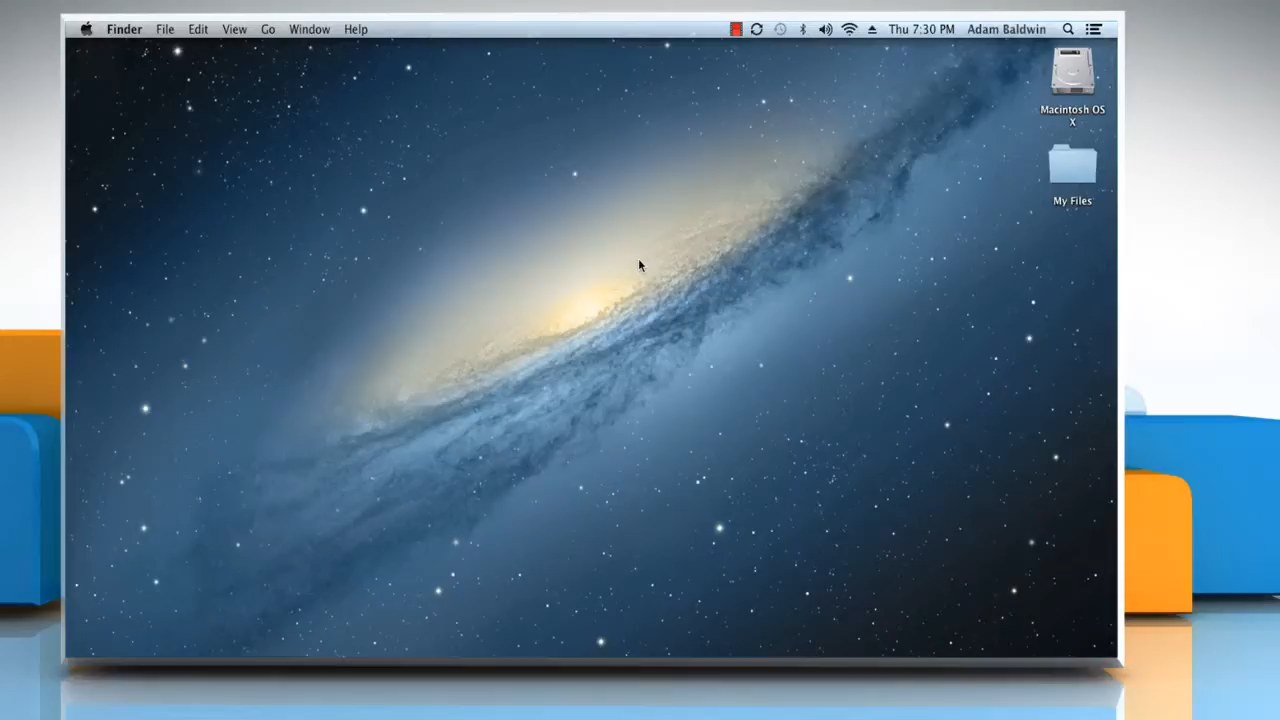 Finder File Edit View Go Window Help Thu 7:30 PM Adam Baldwin
Macintosh OS
X
My Files